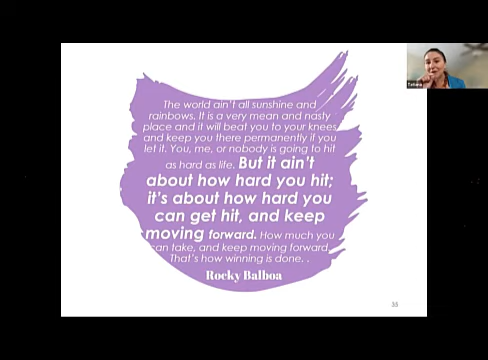 The world ain't all sunshine and
rainbows. It is a very mean and nasty
place and it will beat you to your knees
and keep you there permanently if you
let it. You, me, or nobody is going to hit
as hard as life. But it ain't
about how hard you hit;
it's about how hard you
can get hit, and keep
moving forward. How much you
can take, and keep moving forward.
That's how winning is done. .
Rocky Balboa
35